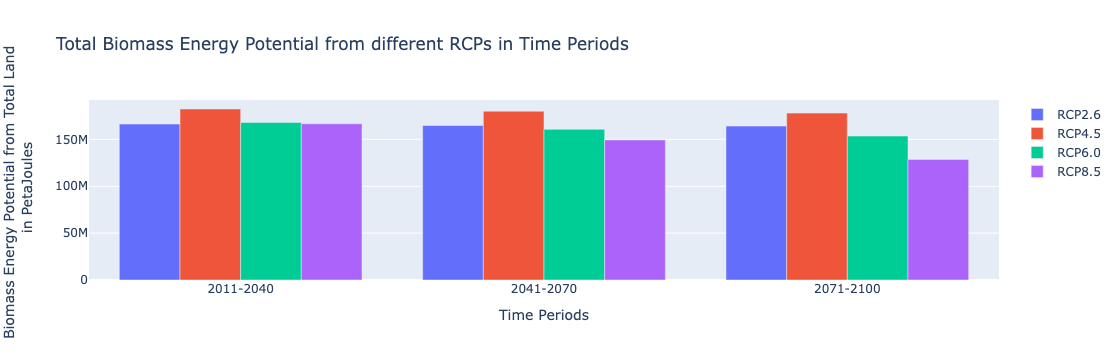 Total Biomass Energy Potential from different RCPs in Time Periods
Biomass Energy Potential from Total Land
in PetaJoules
150M
100M
50M
0
2011-2040
2041-2070
2071-2100
Time Periods
RCP2.6
RCP4.5
RCP6.0
RCP8.5